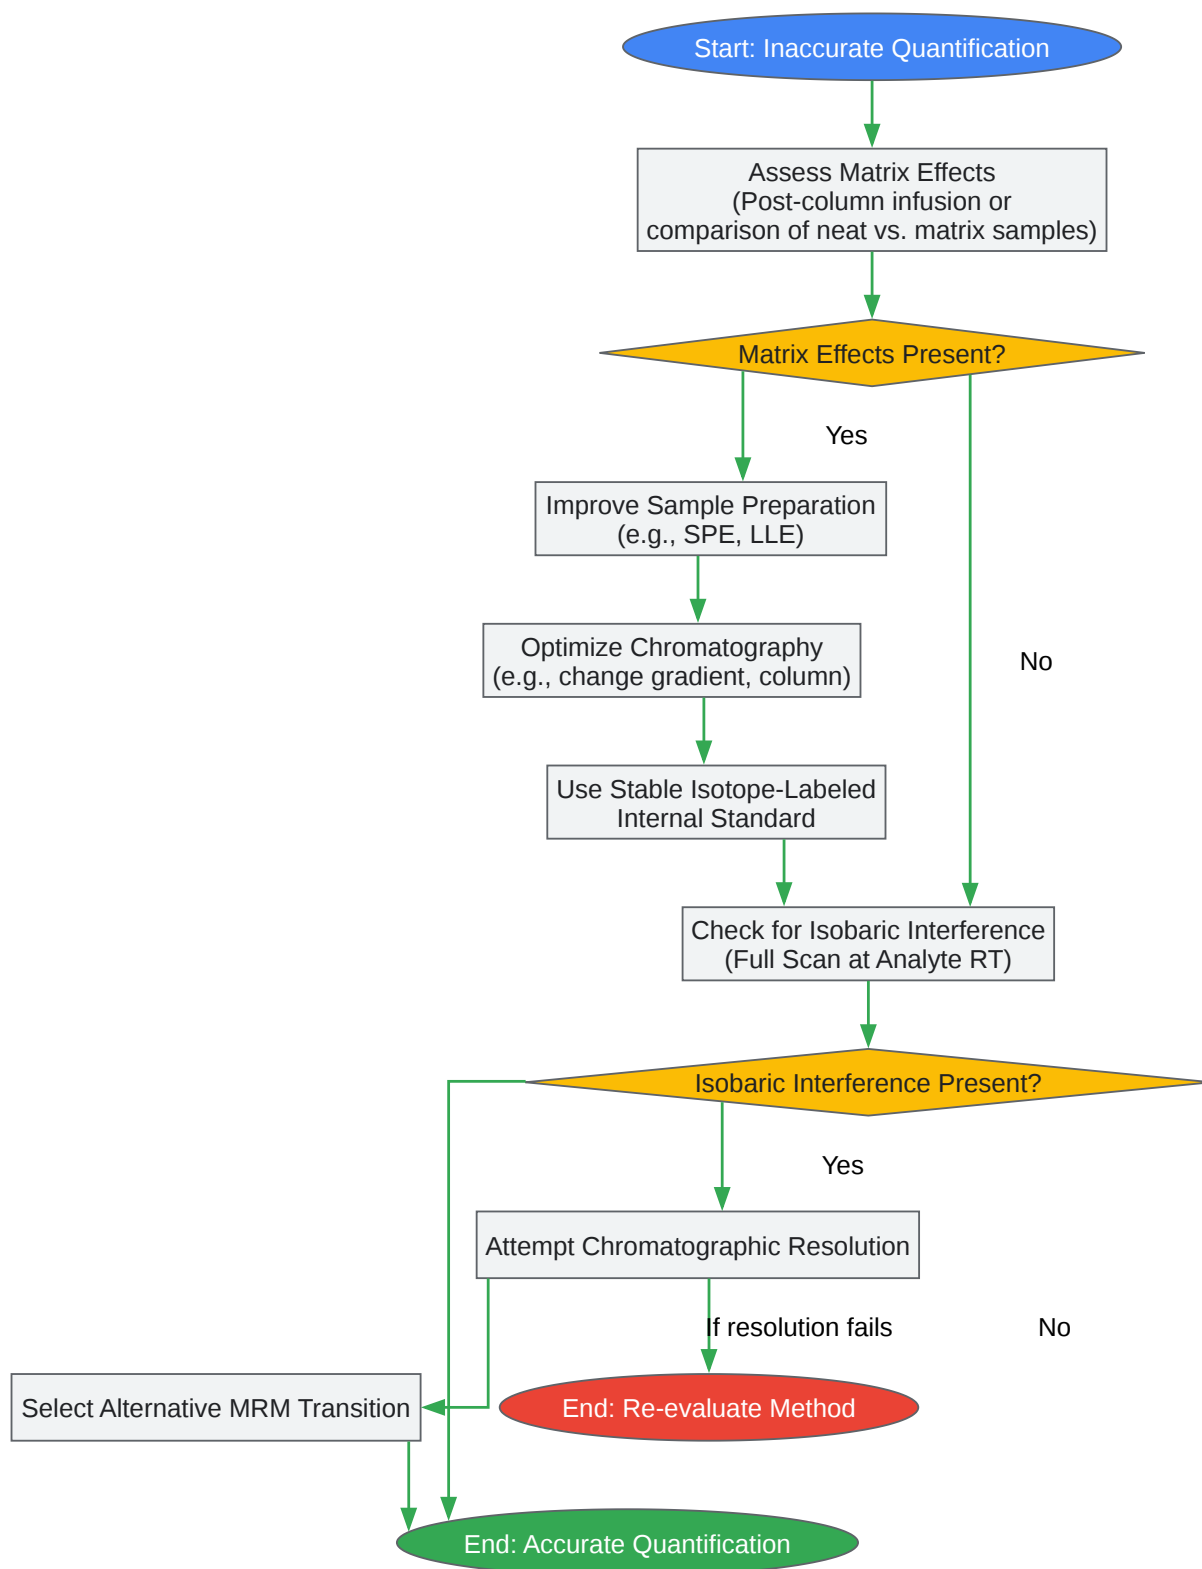 Start: Inaccurate Quantification
Assess Matrix Effects
(Post-column infusion or
comparison of neat vs. matrix samples)
Matrix Effects Present?
Yes
Improve Sample Preparation
(e.g., SPE, LLE)
Optimize Chromatography
(e.g., change gradient, column)
No
Use Stable Isotope-Labeled
Internal Standard
Check for Isobaric Interference
(Full Scan at Analyte RT)
Isobaric Interference Present?
Yes
Attempt Chromatographic Resolution
If resolution fails
No
Select Alternative MRM Transition
End: Re-evaluate Method
End: Accurate Quantification